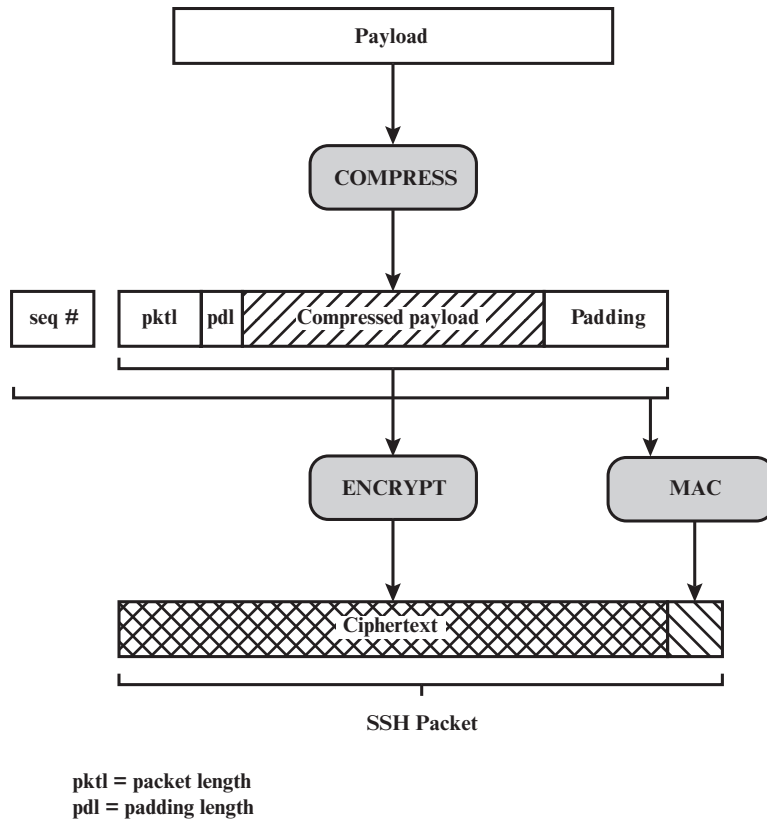 Payload
COMPRESS
seq # pktl pdl Compressed payload Padding
ENCRYPT MAC
Ciphertext
SSH Packet
pktl = packet length
pdl = padding length